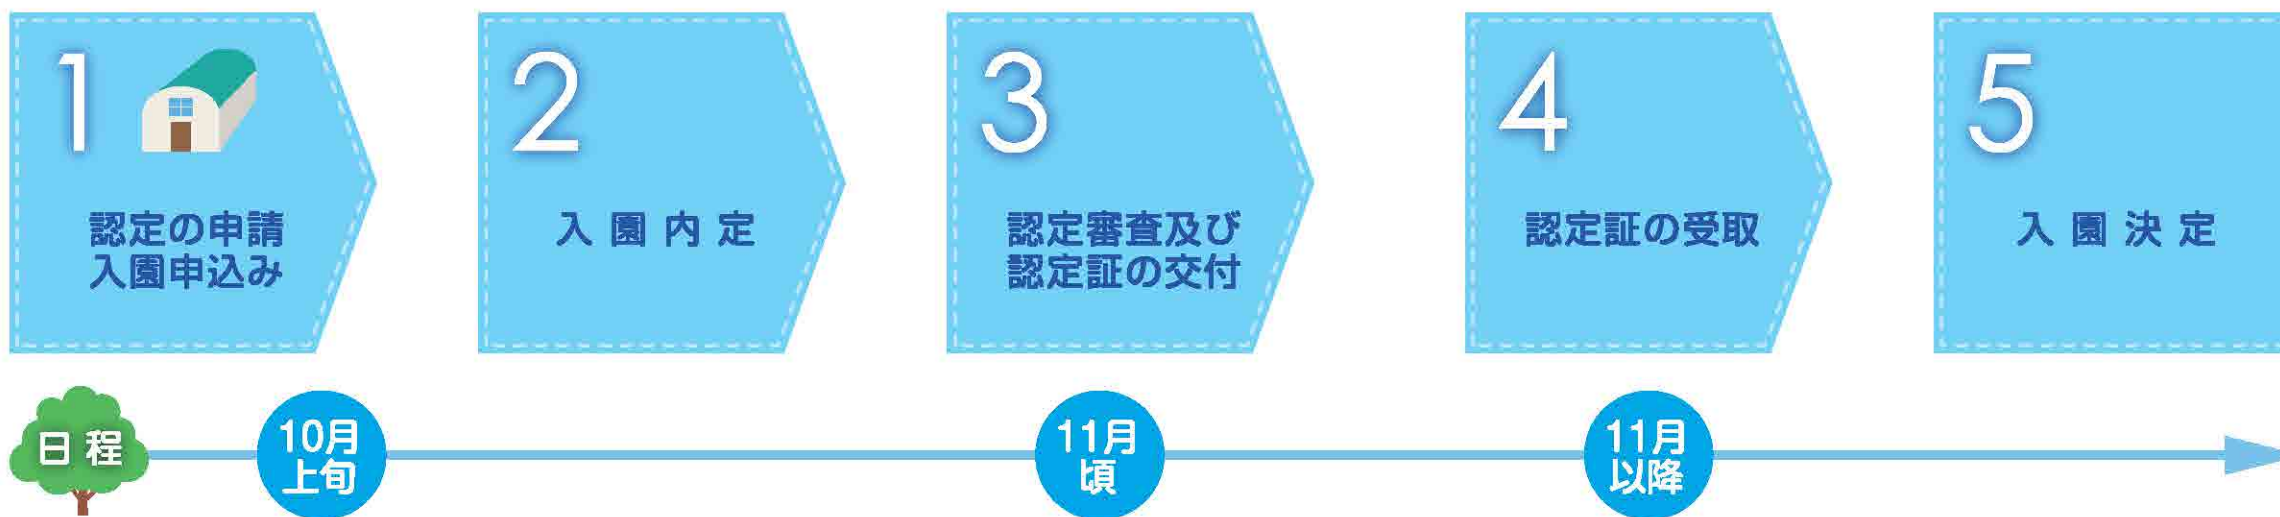 1
認定の申請
入園申込み
2
入園内定
3
認定審査及び
認定証の交付
4
認定証の受取
5
入園決定
日程
10月
上旬
11月
頃
11月
以降